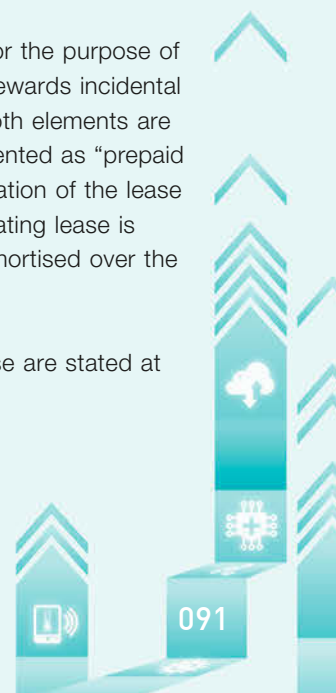 or the purpose of
ewards incidental
oth elements are
ented as “prepaid
ation of the lease
ating lease is
mortised over the
se are stated at
091